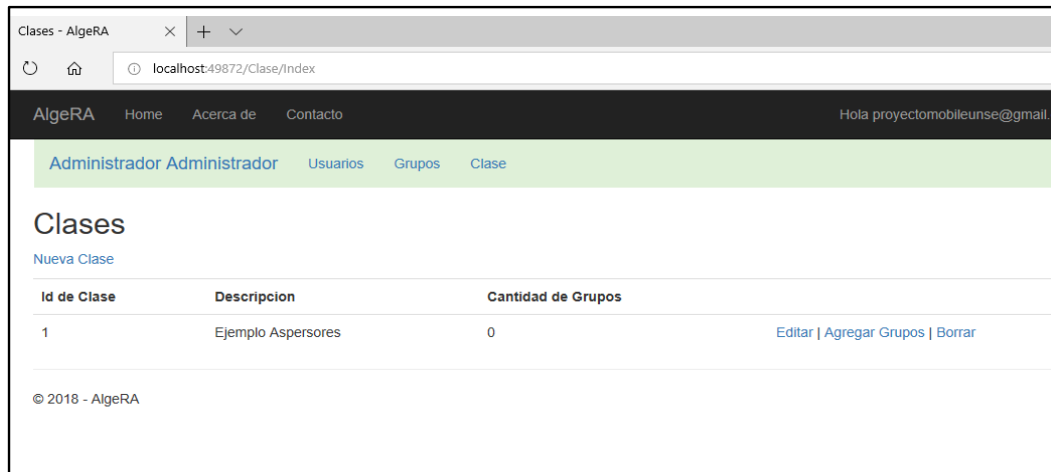 Clases - AlgeRA
localhost:49872/Clase/Index
AlgeRA Home Acerca de Contacto Hola proyectomobileunse@gmail.
Administrador Administrador Usuarios Grupos Clase
Clases
Nueva Clase
Id de Clase Descripcion Cantidad de Grupos
1 Ejemplo Aspersores 0 Editar | Agregar Grupos | Borrar
© 2018 - AlgeRA